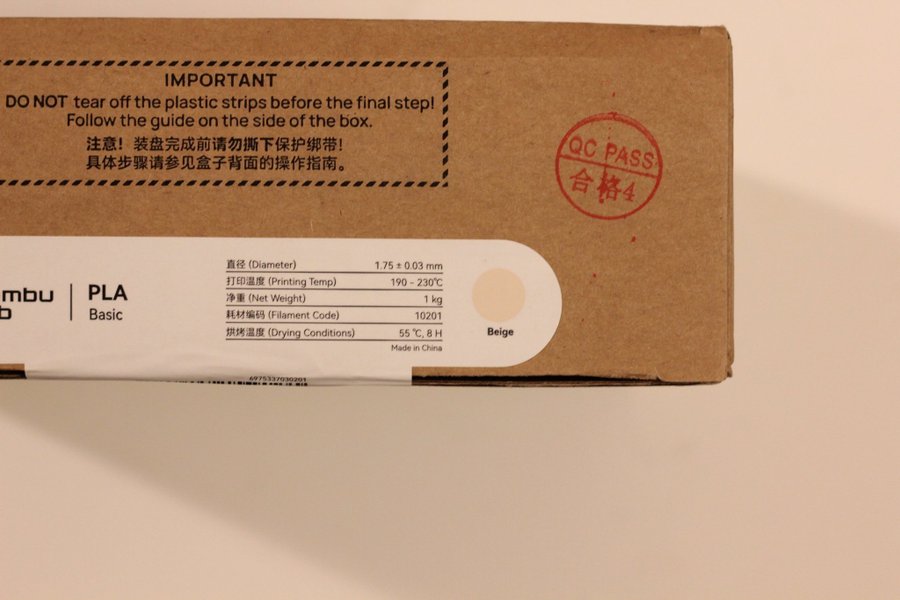 IMPORTANT
DO NOT tear off the plastic strips before the final step!
Follow the guide on the side of the box.
注意！装盘完成前请勿撕下保护绑带！
具体步骤请参见盒子背面的操作指南。
QC PASS
合格4
mbu
b
PLA
Basic
直径 (Diameter) 1.75 ± 0.03 mm
打印温度 (Printing Temp) 190 - 230℃
净重 (Net Weight) 1 kg
耗材编码 (Filament Code) 10201
烘烤温度 (Drying Conditions) 55 ℃, 8 H
Made in China
Beige
6975337030201